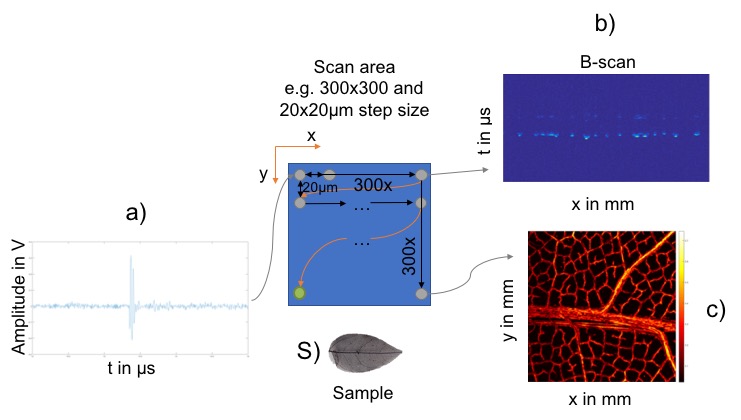 b)
Scan area
e.g. 300x300 and
20x20µm step size
B-scan
t in µs
x in mm
x
y
20µm
300x
...
...
300x
a)
Amplitude in V
t in µs
S)
Sample
y in mm
x in mm
c)